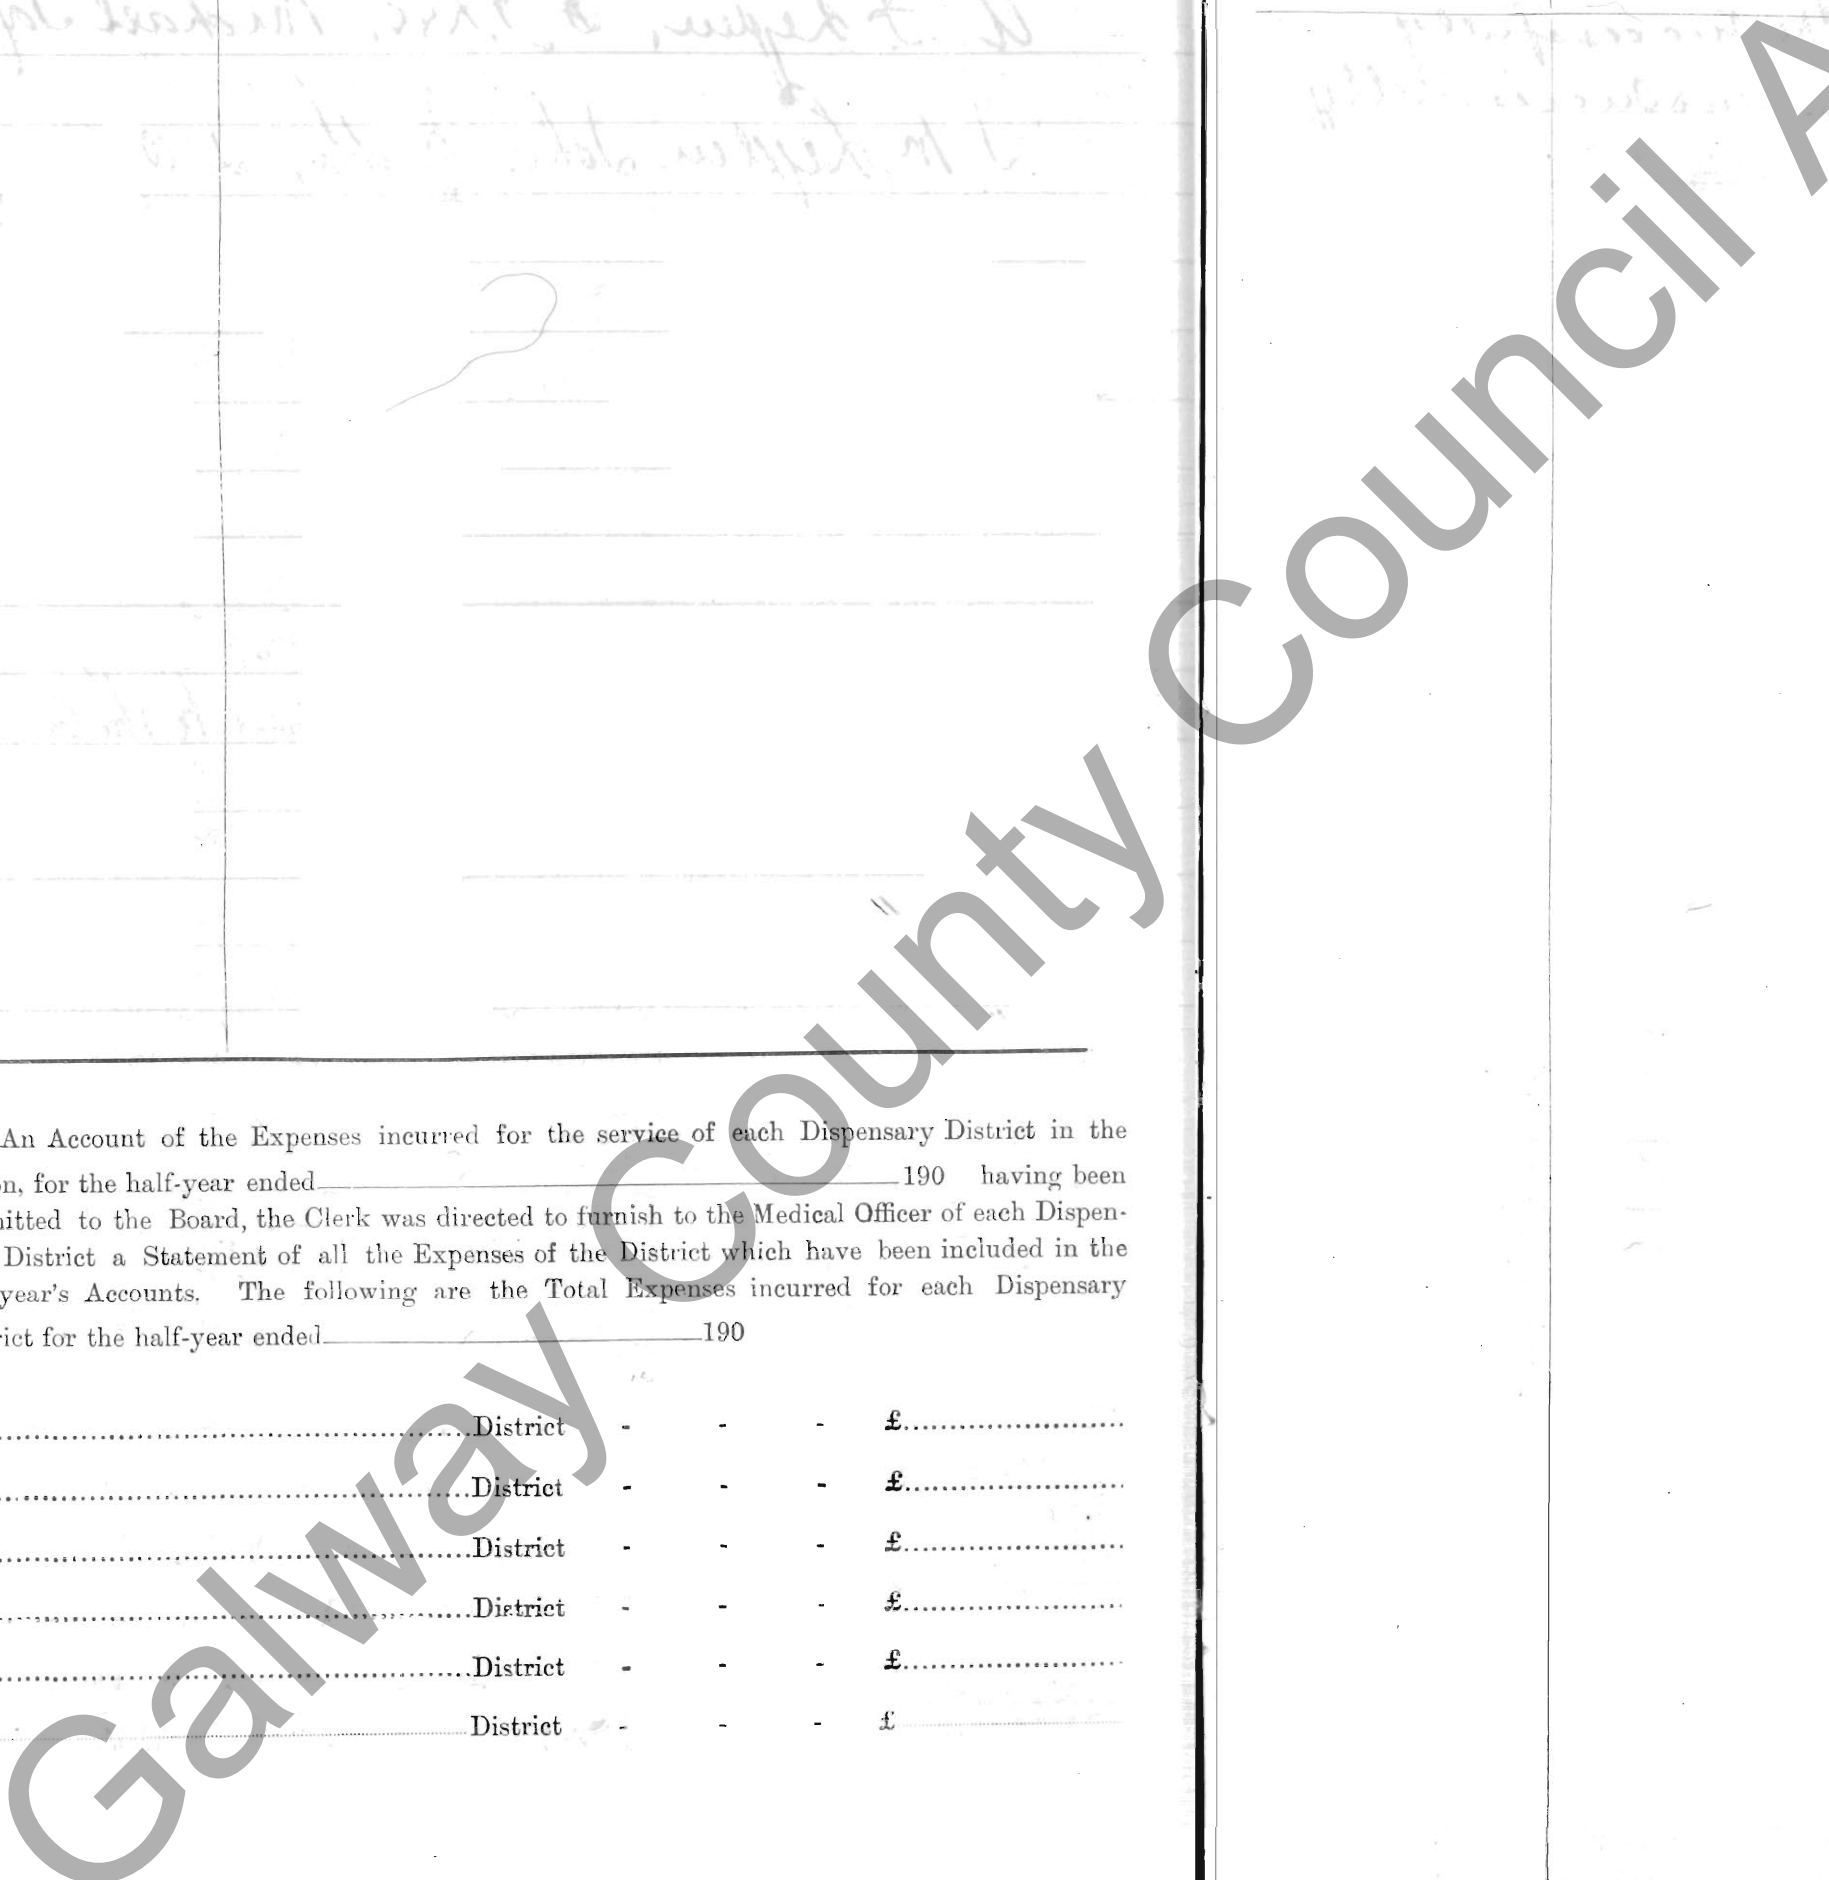 An Account of the Expenses incurred for the service of each Dispensary District in the
n, for the half-year ended 190 having been
itted to the Board, the Clerk was directed to furnish to the Medical Officer of each Dispen-
District a Statement of all the Expenses of the District which have been included in the
year's Accounts. The following are the Total Expenses incurred for each Dispensary
ict for the half-year ended 190
District - - - £
District - - - £
District - - - £
District - - - £
District - - - £
District - - - £
Galway County Council A